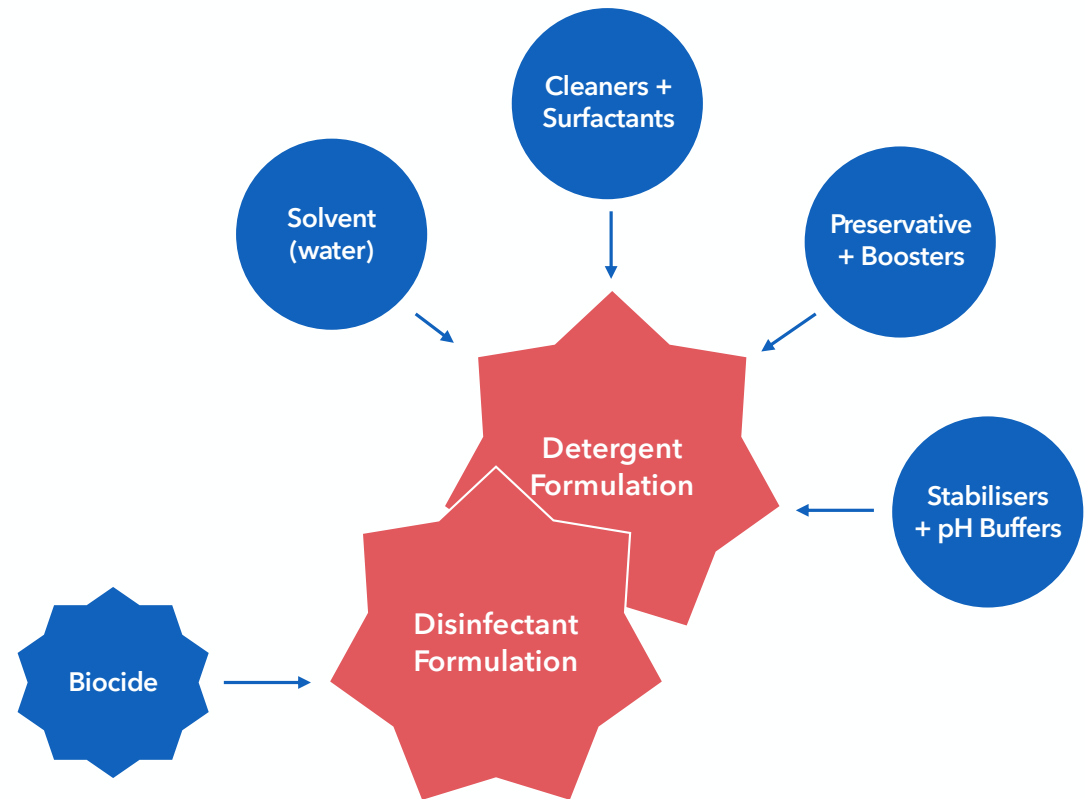 Cleaners +
Surfactants
Solvent
(water)
Preservative
+ Boosters
Detergent
Formulation
Stabilisers
+ pH Buffers
Disinfectant
Formulation
Biocide